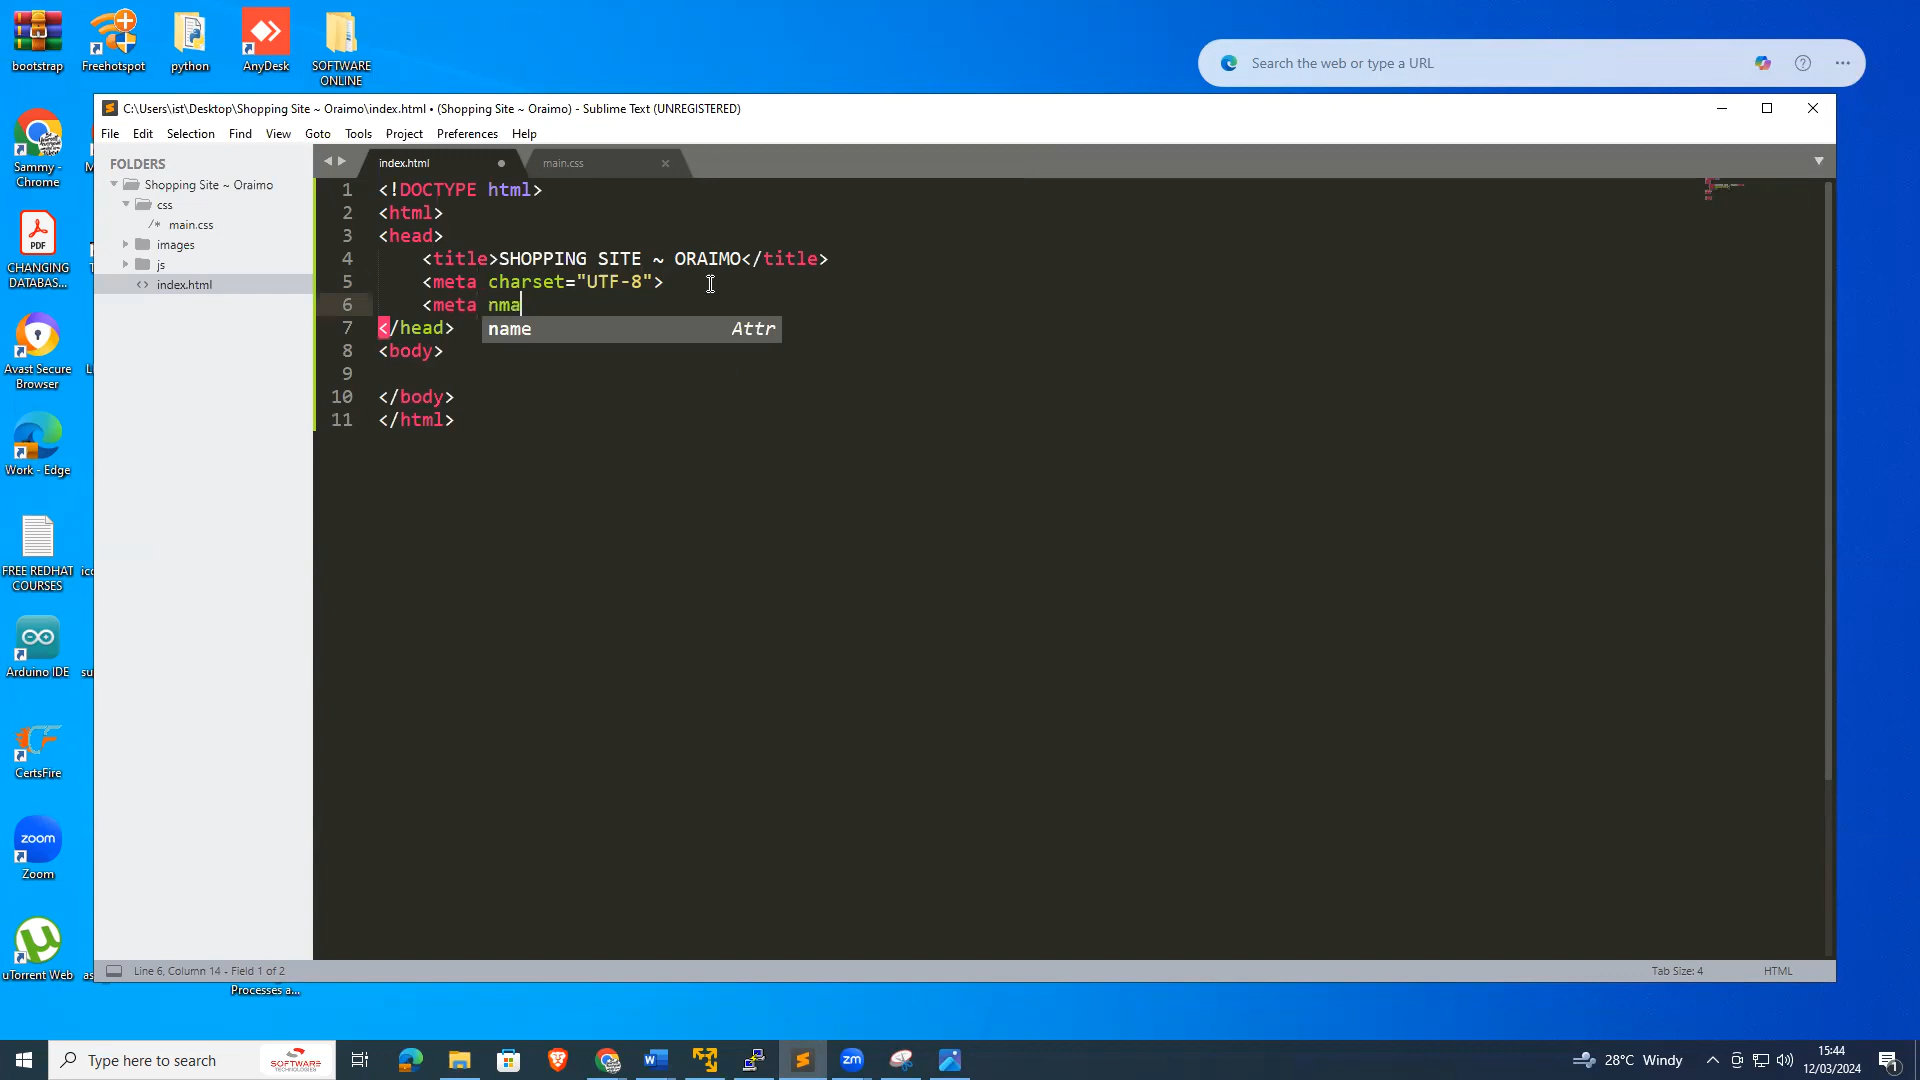 bootstrap
Freehotspot
python
AnyDesk
SOFTWARE
ONLINE
Search the web or type a URL
C:\Users\ist\Desktop\Shopping Site ~ Oraimo\index.html • (Shopping Site ~ Oraimo) - Sublime Text (UNREGISTERED)
File Edit Selection Find View Goto Tools Project Preferences Help
Sammy -
Chrome
FOLDERS
Shopping Site ~ Oraimo
css
/* main.css
images
js
<> index.html
index.html
main.css
1 <!DOCTYPE html>
2 <html>
3 <head>
4 <title>SHOPPING SITE ~ ORAIMO</title>
5 <meta charset="UTF-8">
6 <meta nma
7 </head>
name Attr
8 <body>
9
10 </body>
11 </html>
PDF
CHANGING
DATABAS...
Avast Secure
Browser
Work - Edge
FREE REDHAT
COURSES
Arduino IDE
CertsFire
zoom
Zoom
uTorrent Web
Line 6, Column 14 - Field 1 of 2
Tab Size: 4
HTML
Processes a...
Type here to search
SOFTWARE
zm
28°C Windy
15:44
12/03/2024
1